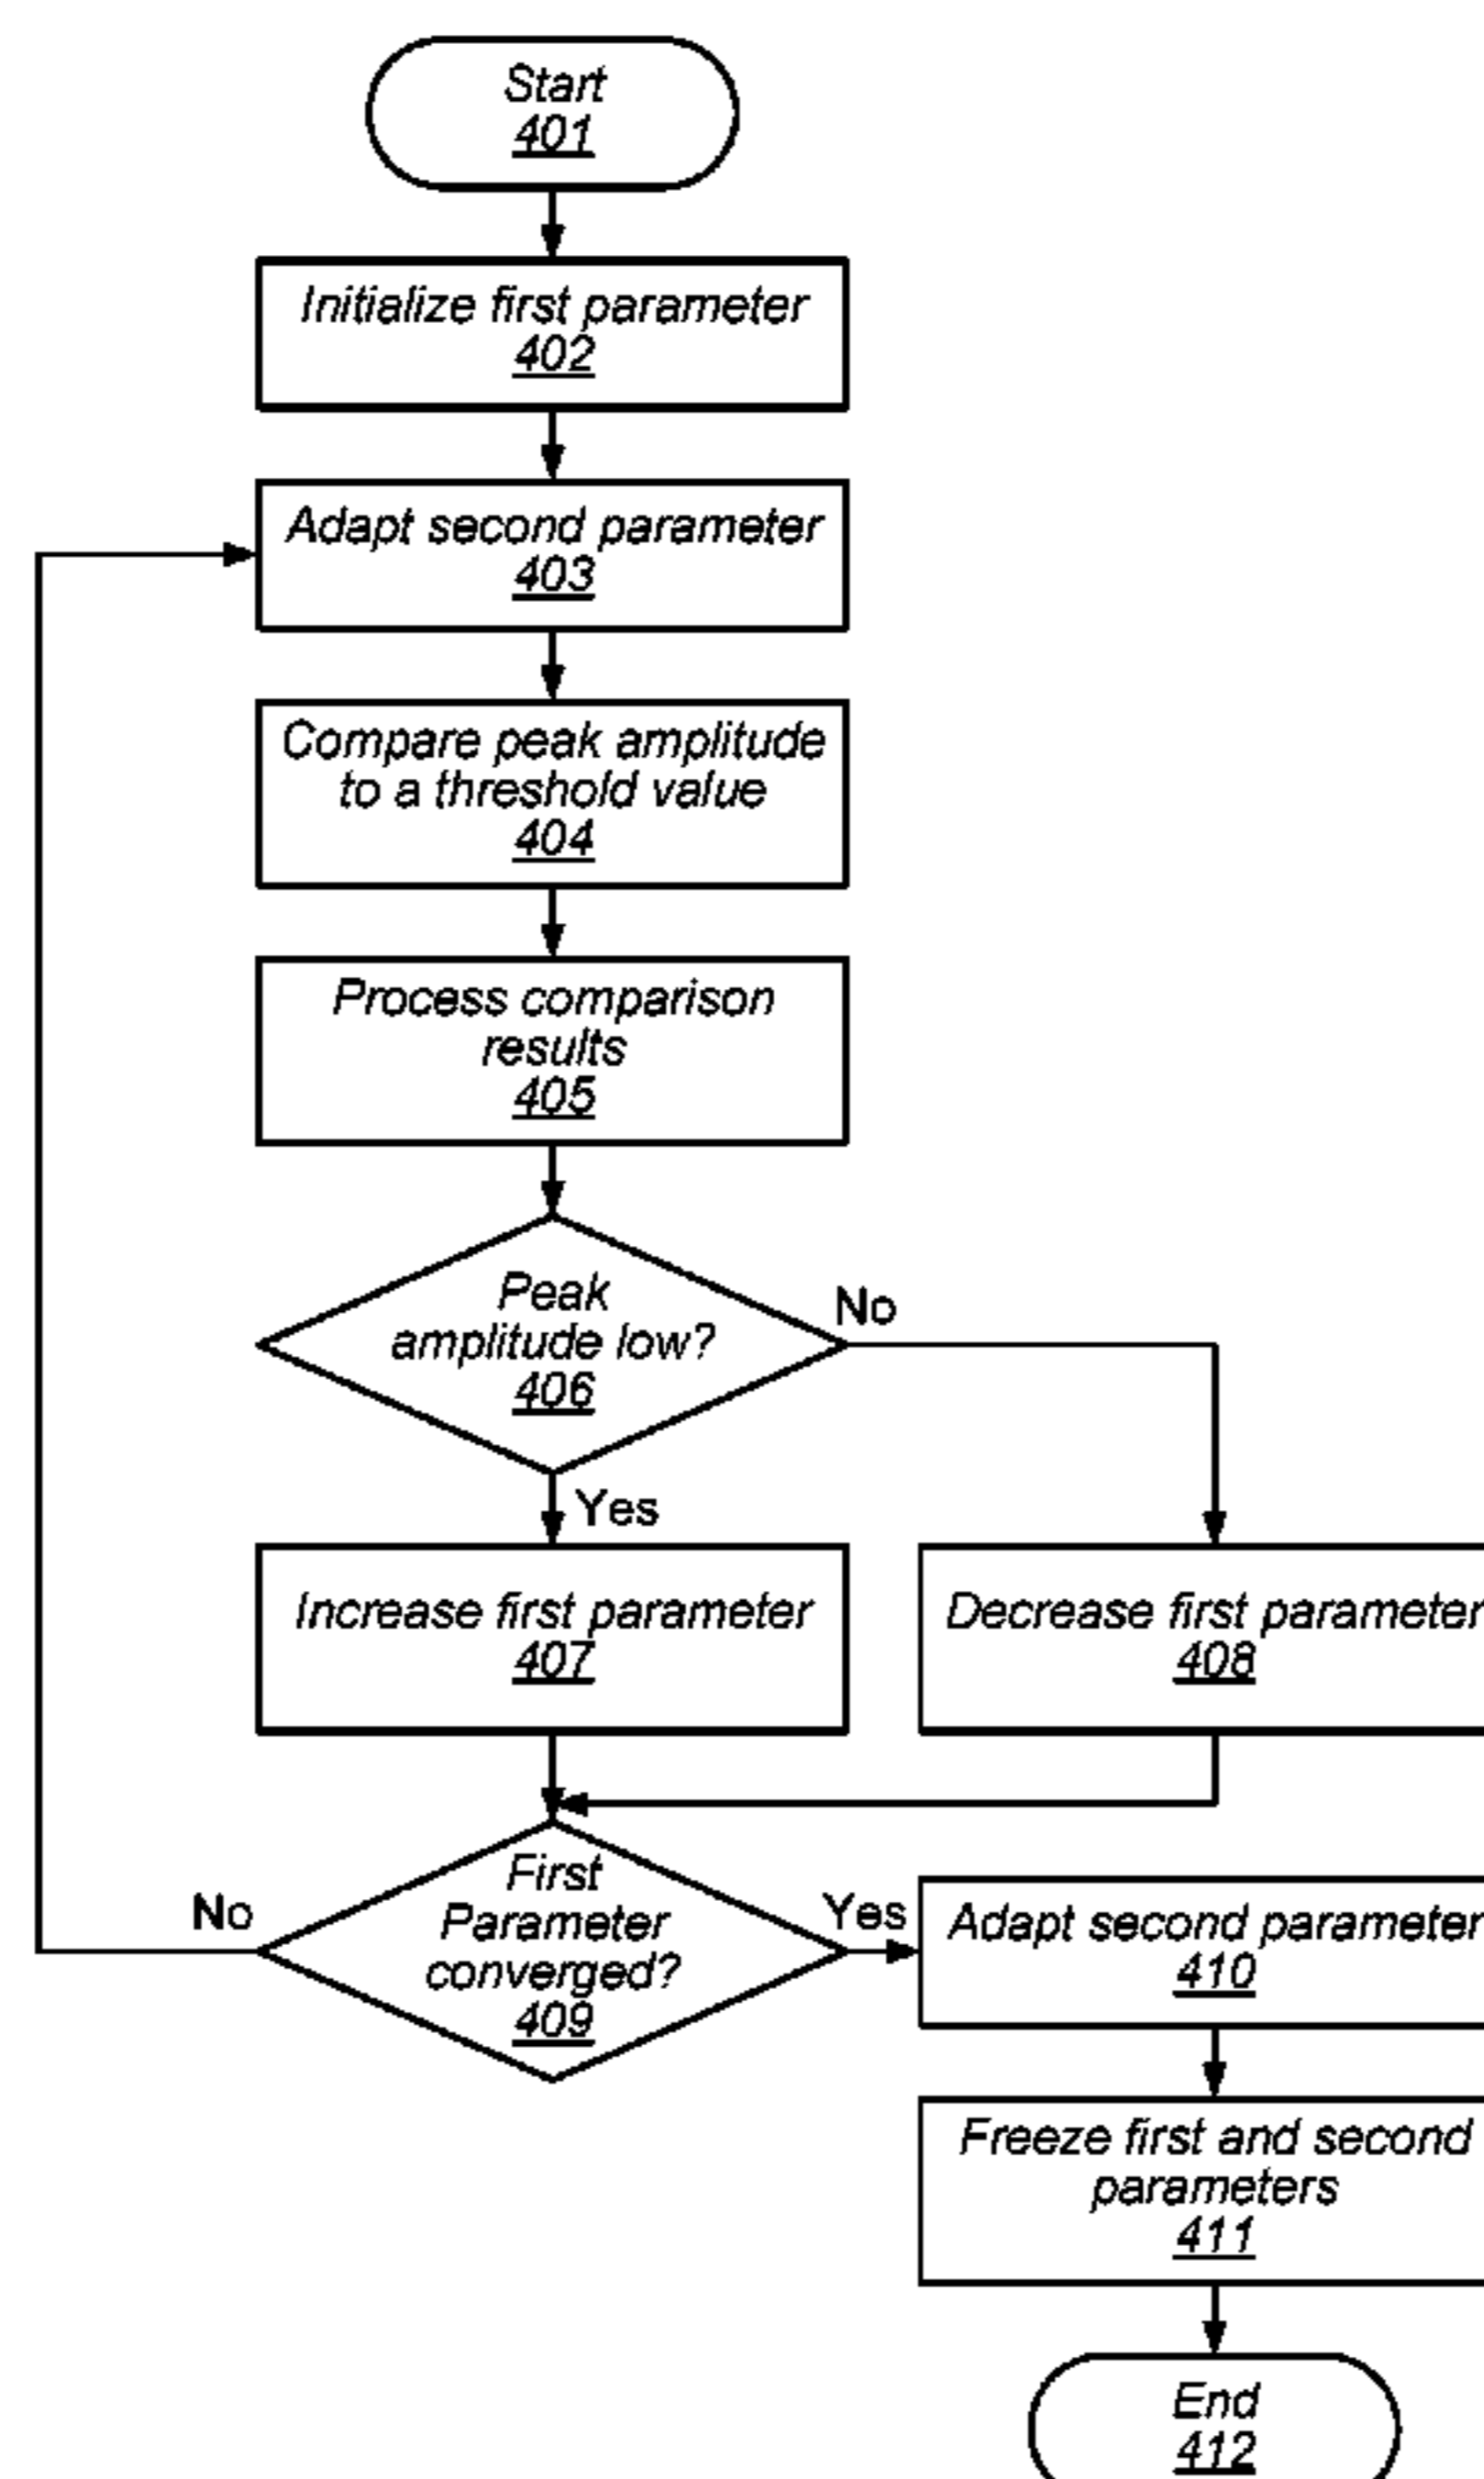 Start
401
Initialize first parameter
402
Adapt second parameter
403
Compare peak amplitude
to a threshold value
404
Process comparison
results
405
Peak
amplitude low?
406
No
Yes
Increase first parameter
407
Decrease first parameter
408
First
Parameter
converged?
409
No
Yes
Adapt second parameter
410
Freeze first and second
parameters
411
End
412